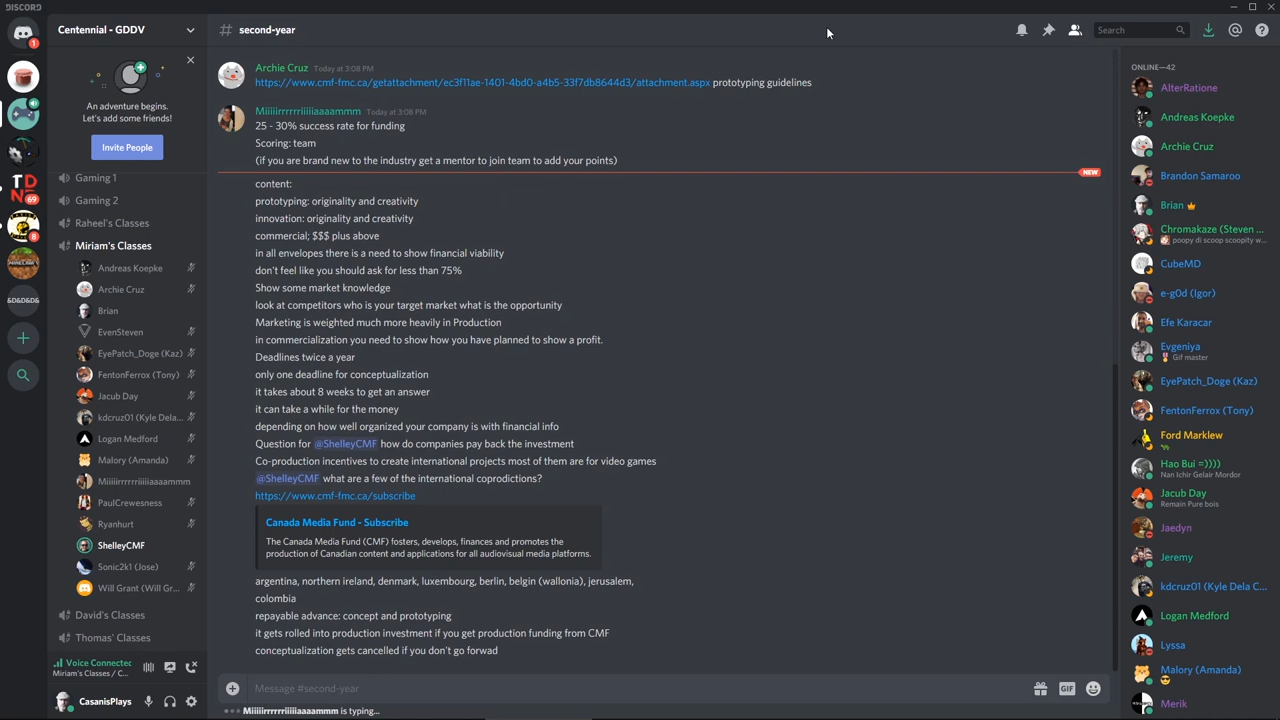 DISCORD
Centennial - GDDV
# second-year
Search
1
An adventure begins.
Let's add some friends!
Invite People
Gaming 1
Gaming 2
Raheel's Classes
Miriam's Classes
Andreas Koepke
Archie Cruz
Brian
EvenSteven
EyePatch_Doge (Kaz)
FentonFerrox (Tony)
Jacub Day
kdcruz01 (Kyle Dela...
Logan Medford
Malory (Amanda)
Miiiiirrrrrriiiiiaaaammm
PaulCrewesness
Ryanhurt
ShelleyCMF
Sonic2k1 (Jose)
Will Grant (Will Gr...
David's Classes
Thomas' Classes
Voice Connected
Miriam's Classes / C...
CasanisPlays
TDNE
69
8
&D&D&D&
Archie Cruz Today at 3:08 PM
https://www.cmf-fmc.ca/getattachment/ec3f11ae-1401-4bd0-a4b5-33f7db8644d3/attachment.aspx prototyping guidelines
Miiiiirrrrrriiiiiaaaammm Today at 3:08 PM
25 - 30% success rate for funding
Scoring: team
(if you are brand new to the industry get a mentor to join team to add your points)
NEW
content:
prototyping: originality and creativity
innovation: originality and creativity
commercial; $$$ plus above
in all envelopes there is a need to show financial viability
don't feel like you should ask for less than 75%
Show some market knowledge
look at competitors who is your target market what is the opportunity
Marketing is weighted much more heavily in Production
in commercialization you need to show how you have planned to show a profit.
Deadlines twice a year
only one deadline for conceptualization
it takes about 8 weeks to get an answer
it can take a while for the money
depending on how well organized your company is with financial info
Question for @ShelleyCMF how do companies pay back the investment
Co-production incentives to create international projects most of them are for video games
@ShelleyCMF what are a few of the international coprodictions?
https://www.cmf-fmc.ca/subscribe
Canada Media Fund - Subscribe
The Canada Media Fund (CMF) fosters, develops, finances and promotes the
production of Canadian content and applications for all audiovisual media platforms.
argentina, northern ireland, denmark, luxembourg, berlin, belgin (wallonia), jerusalem,
colombia
repayable advance: concept and prototyping
it gets rolled into production investment if you get production funding from CMF
conceptualization gets cancelled if you don't go forwad
Message #second-year
GIF
Miiiiirrrrrriiiiiaaaammm is typing...
ONLINE—42
AlterRatione
Andreas Koepke
Archie Cruz
Brandon Samaroo
Brian
Chromakaze (Steven ...
poopy di scoop scoopity w...
CubeMD
e-g0d (Igor)
Efe Karacar
Evgeniya
Gif master
EyePatch_Doge (Kaz)
FentonFerrox (Tony)
Ford Marklew
Hao Bui =))))
Nan Ichir Gelair Mordor
Jacub Day
Remain Pure bois
Jaedyn
Jeremy
kdcruz01 (Kyle Dela C...
Logan Medford
Lyssa
Malory (Amanda)
Merik